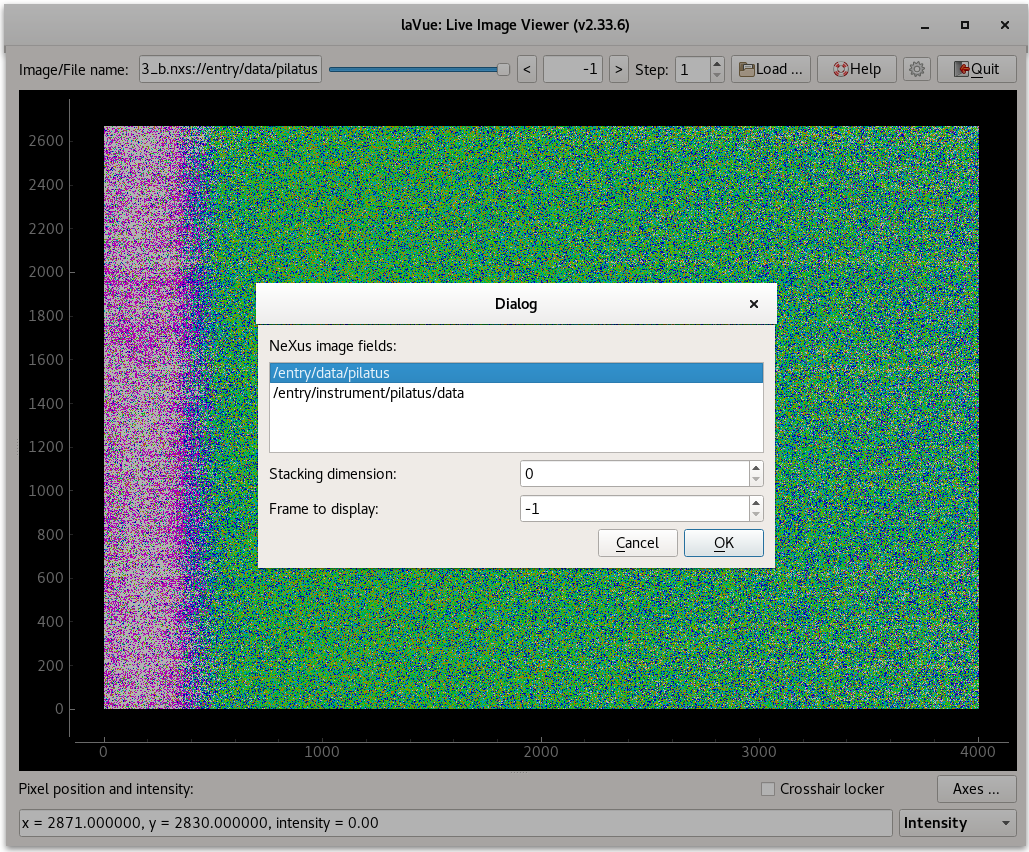 laVue: Live Image Viewer (v2.33.6)
Image/File name: 3_b.nxs://entry/data/pilatus < -1 > Step: 1 Load ... Help Quit
2600
2400
2200
2000
1800
1600
1400
1200
1000
800
600
400
200
0
0 1000 2000 3000 4000
Dialog
NeXus image fields:
/entry/data/pilatus
/entry/instrument/pilatus/data
Stacking dimension: 0
Frame to display: -1
Cancel OK
Pixel position and intensity: Crosshair locker Axes ...
x = 2871.000000, y = 2830.000000, intensity = 0.00 Intensity